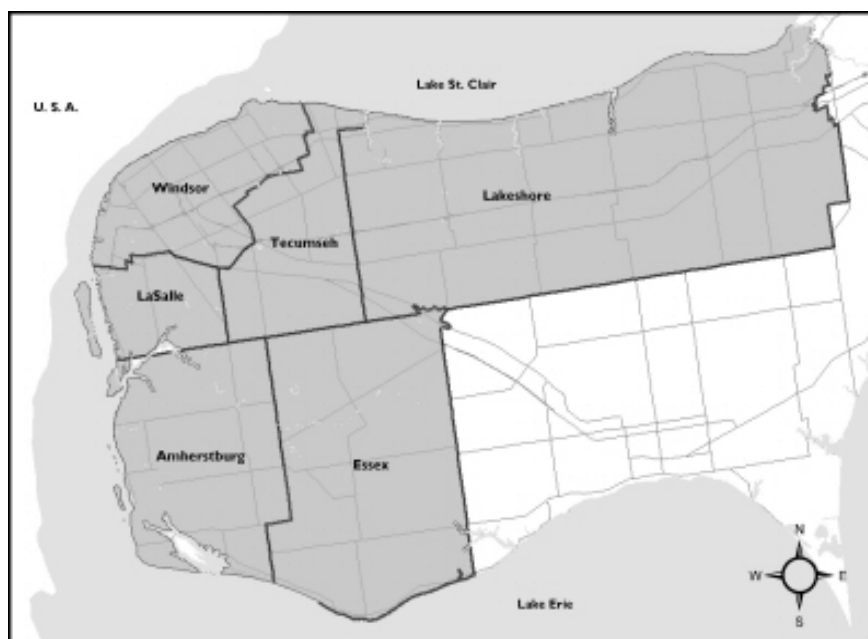 Lake St. Clair
U. S. A.
Windsor
Lakeshore
Tecumseh
LaSalle
Amherstburg
Essex
N
W
E
S
Lake Erie